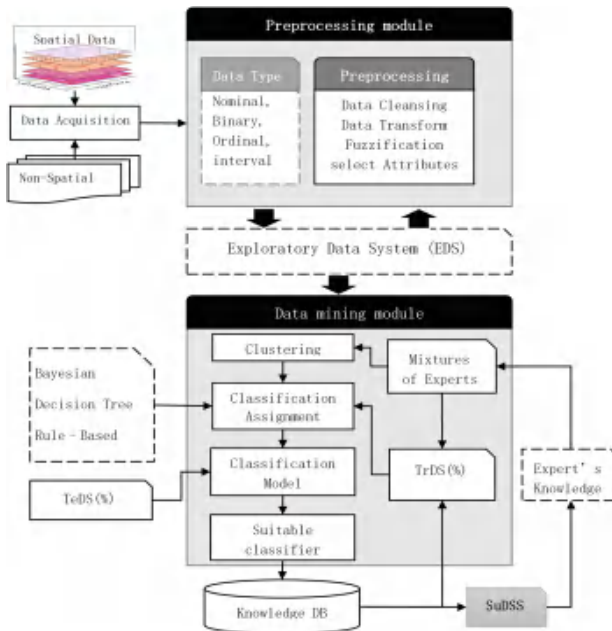 Preprocessing module
Spatial Data
Data Acquisition
Non-Spatial
Data Type
Nominal,
Binary,
Ordinal,
interval
Preprocessing
Data Cleansing
Data Transform
Fuzzification
select Attributes
Exploratory Data System (EDS)
Data mining module
Clustering
Mixtures
of Experts
Bayesian
Decision Tree
Rule-Based
Classification
Assignment
Classification
Model
TrDS(%)
Expert's
Knowledge
TeDS(%)
Suitable
classifier
Knowledge DB
SuDSS